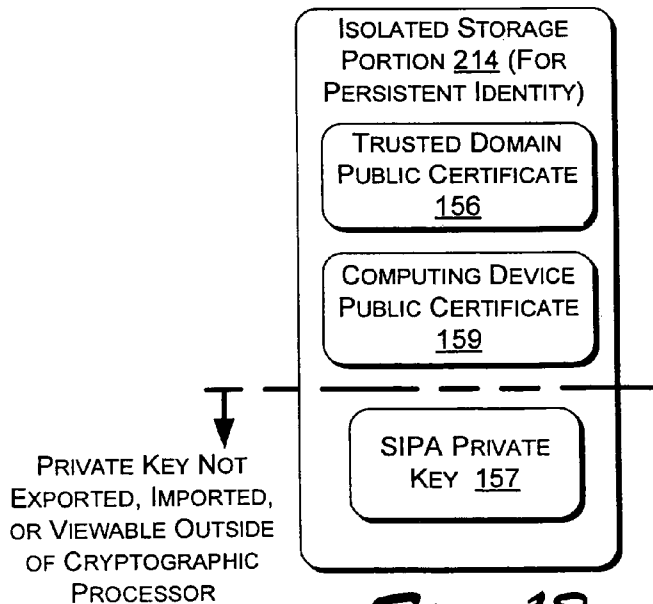 ISOLATED STORAGE
PORTION 214 (FOR
PERSISTENT IDENTITY)
TRUSTED DOMAIN
PUBLIC CERTIFICATE
156
COMPUTING DEVICE
PUBLIC CERTIFICATE
159
SIPA PRIVATE
KEY 157
PRIVATE KEY NOT
EXPORTED, IMPORTED,
OR VIEWABLE OUTSIDE
OF CRYPTOGRAPHIC
PROCESSOR